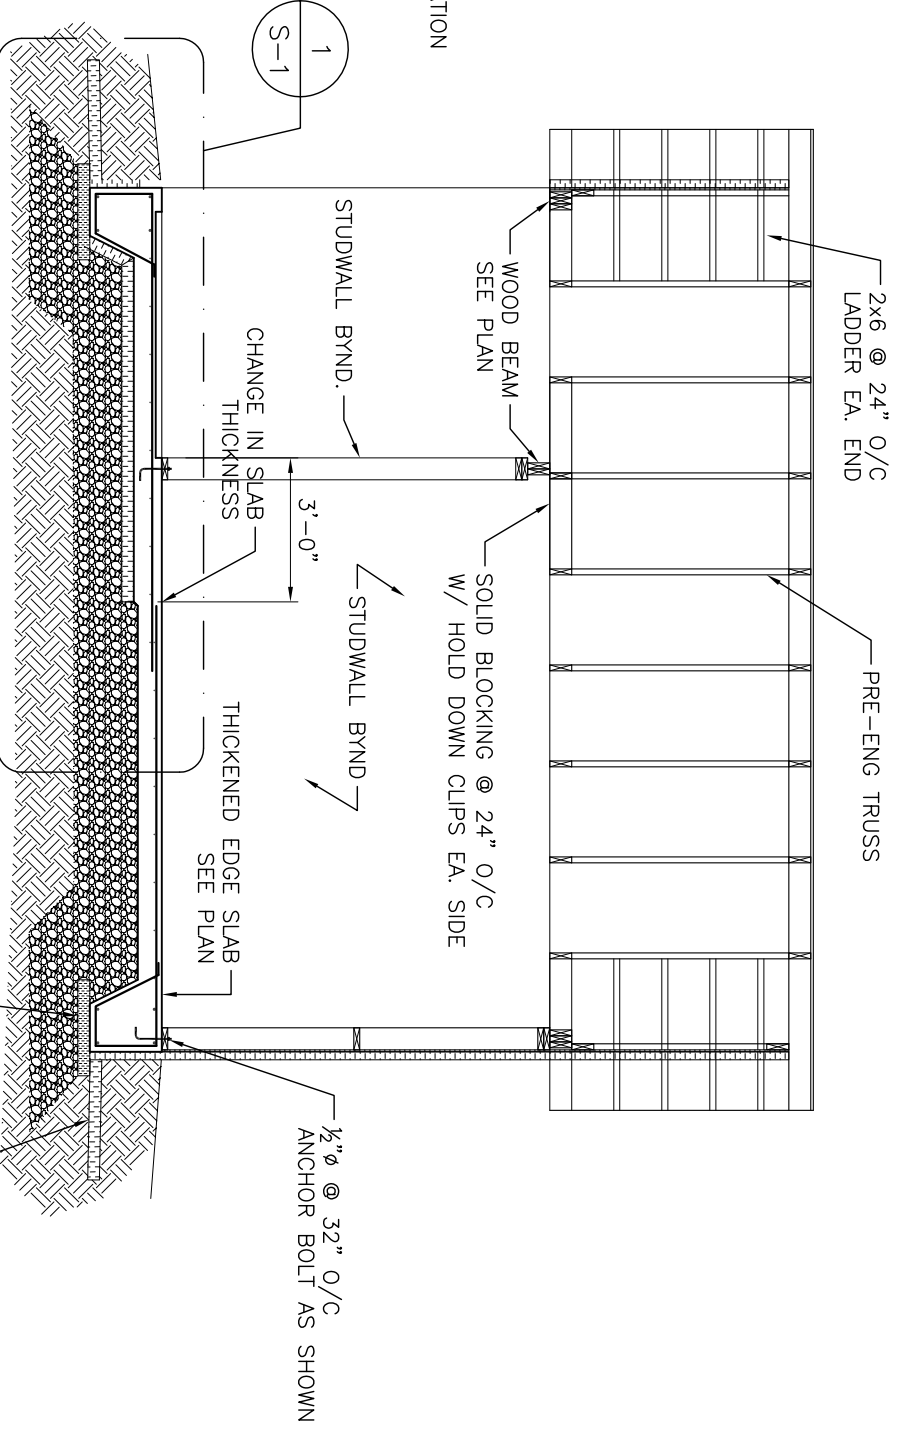 2x6 @ 24" O/C
LADDER EA. END
PRE-ENG TRUSS
WOOD BEAM
SEE PLAN
SOLID BLOCKING @ 24" O/C
W/ HOLD DOWN CLIPS EA. SIDE
STUDWALL BYND.
STUDWALL BYND
3'-0"
CHANGE IN SLAB
THICKNESS
THICKENED EDGE SLAB
SEE PLAN
½"ø @ 32" O/C
ANCHOR BOLT AS SHOWN
1
S-1